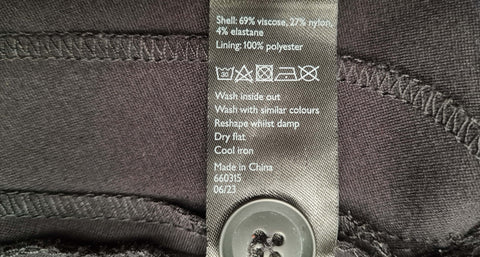 Shell: 69% viscose, 27% nylon,
4% elastane
Lining: 100% polyester
30
Wash inside out
Wash with similar colours
Reshape whilst damp
Dry flat
Cool iron
Made in China
660315
06/23